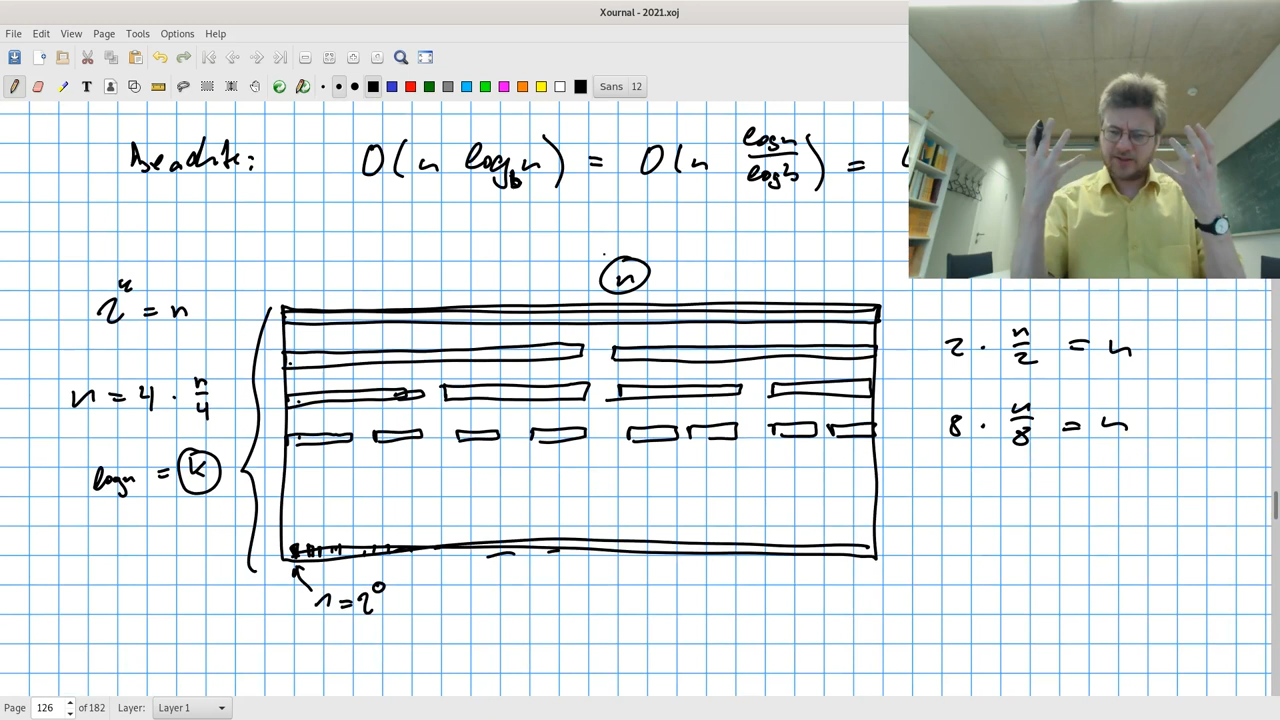 Xournal - 2021.xoj
File Edit View Page Tools Options Help
T Sans 12
Beachte: O(n log_b n) = O(n log n / log b) =
n
2^k = n
2 · n/2 = n
n = 4 · n/4
8 · n/8 = n
log n = k
1 = 2^0
Page 126 of 182 Layer: Layer 1